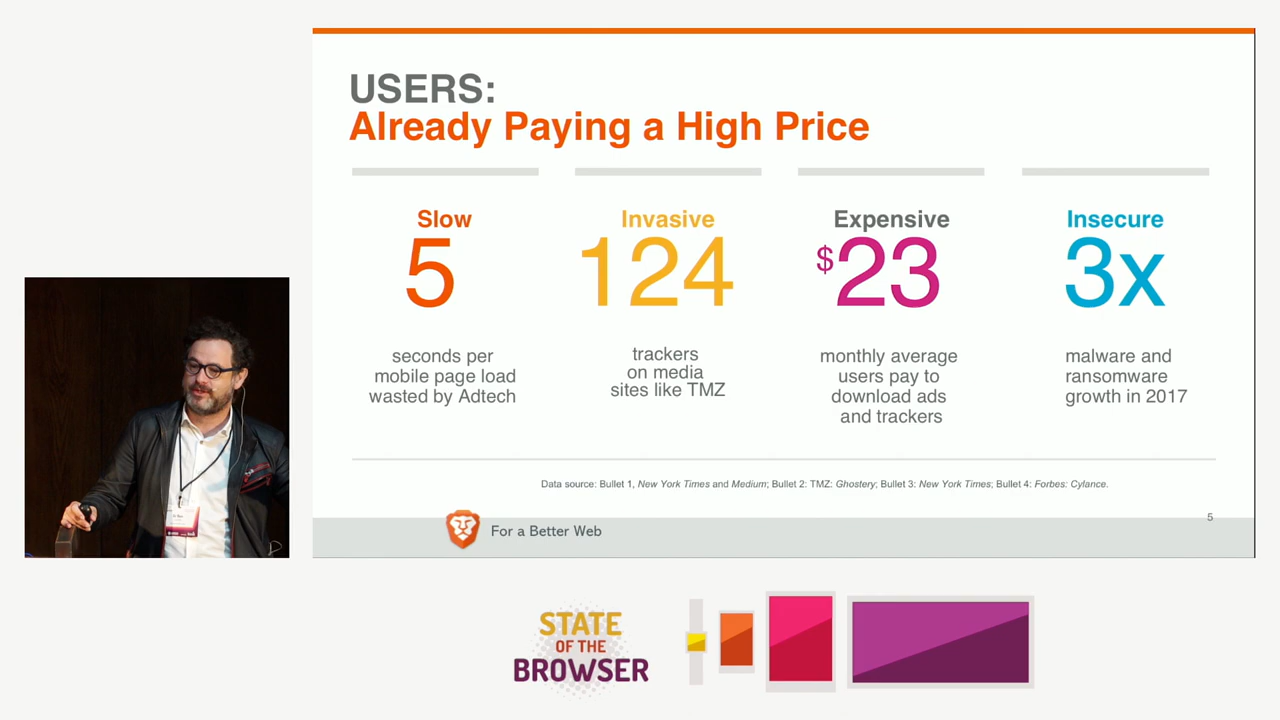 USERS:
Already Paying a High Price
Slow
5
seconds per
mobile page load
wasted by Adtech
Invasive
124
trackers
on media
sites like TMZ
Expensive
$23
monthly average
users pay to
download ads
and trackers
Insecure
3x
malware and
ransomware
growth in 2017
Data source: Bullet 1, New York Times and Medium; Bullet 2: TMZ: Ghostery; Bullet 3: New York Times; Bullet 4: Forbes: Cylance.
5
For a Better Web
STATE
OF THE
BROWSER